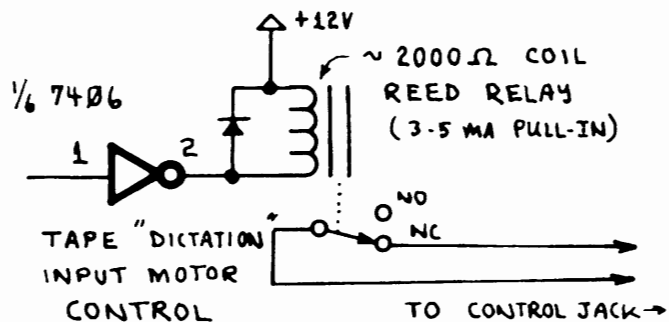 +12V
~ 2000Ω COIL
REED RELAY
(3-5 MA PULL-IN)
1/6 7406
1
2
NO
NC
TAPE "DICTATION"
INPUT MOTOR
CONTROL
TO CONTROL JACK→